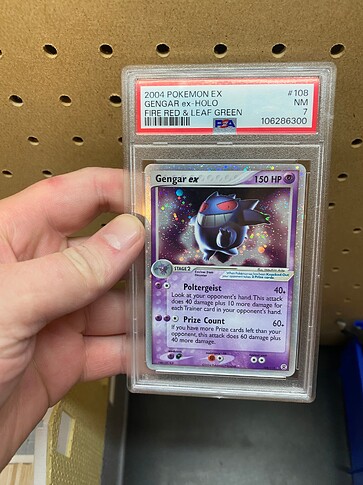 2004 POKEMON EX #108
GENGAR ex-HOLO NM
FIRE RED & LEAF GREEN 7
PSA 106286300
Gengar ex 150 HP
STAGE 2
Poltergeist 40+
Look at your opponent's hand. This attack
does 40 damage plus 10 more damage for
each Trainer card in your opponent's hand.
Prize Count 60+
If you have more Prize cards left than your
opponent, this attack does 60 damage plus
40 more damage.